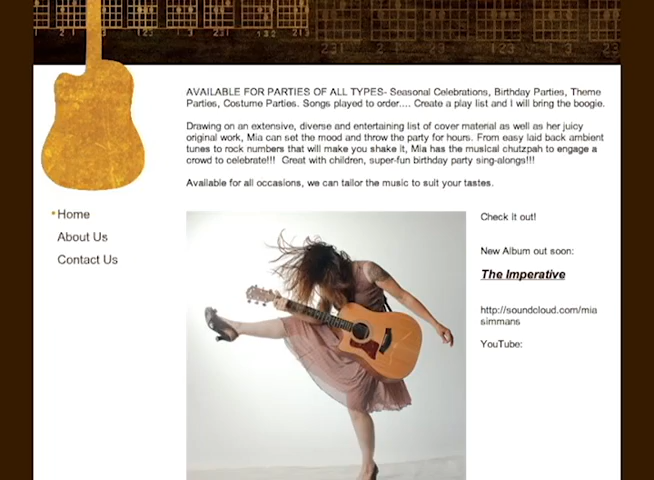 AVAILABLE FOR PARTIES OF ALL TYPES- Seasonal Celebrations, Birthday Parties, Theme
Parties, Costume Parties. Songs played to order.... Create a play list and I will bring the boogie.
Drawing on an extensive, diverse and entertaining list of cover material as well as her juicy
original work, Mia can set the mood and throw the party for hours. From easy laid back ambient
tunes to rock numbers that will make you shake it, Mia has the musical chutzpah to engage a
crowd to celebrate!!!  Great with children, super-fun birthday party sing-alongs!!!
Available for all occasions, we can tailor the music to suit your tastes.
Home
About Us
Contact Us
Check it out!
New Album out soon:
The Imperative
http://soundcloud.com/mia
simmans
YouTube: